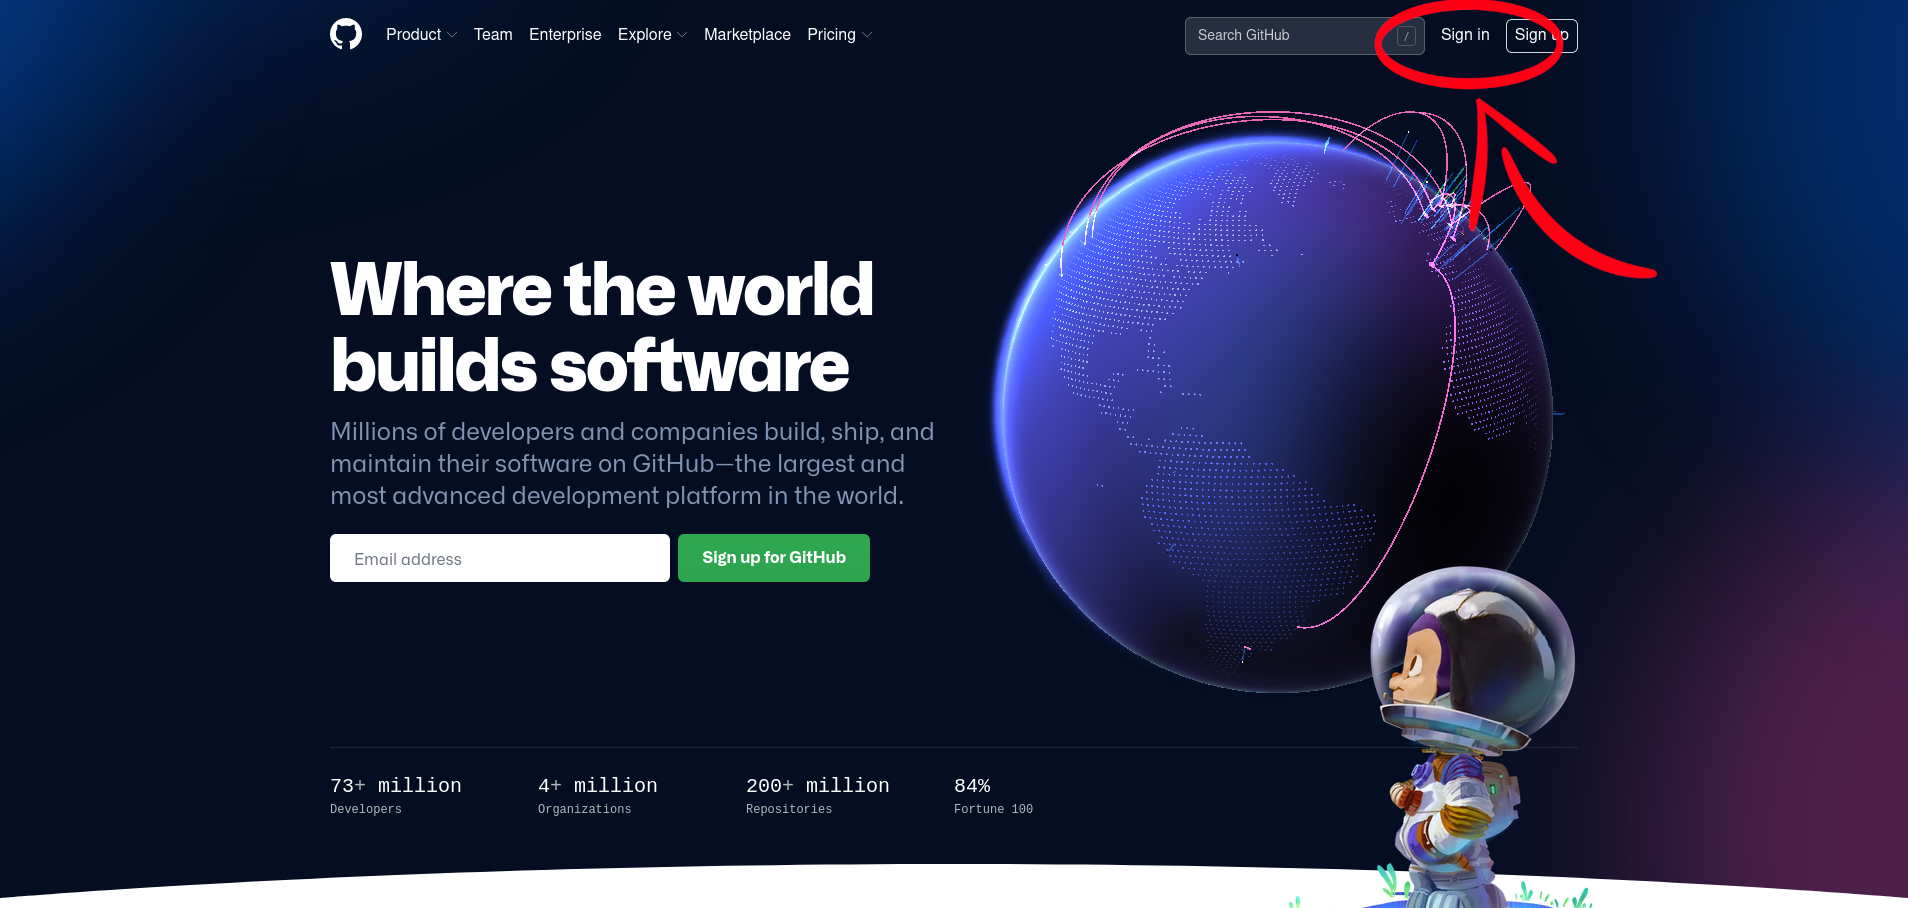 Product Team Enterprise Explore Marketplace Pricing Search GitHub / Sign in Sign up
Where the world
builds software
Millions of developers and companies build, ship, and
maintain their software on GitHub—the largest and
most advanced development platform in the world.
Email address Sign up for GitHub
73+ million 4+ million 200+ million 84%
Developers Organizations Repositories Fortune 100